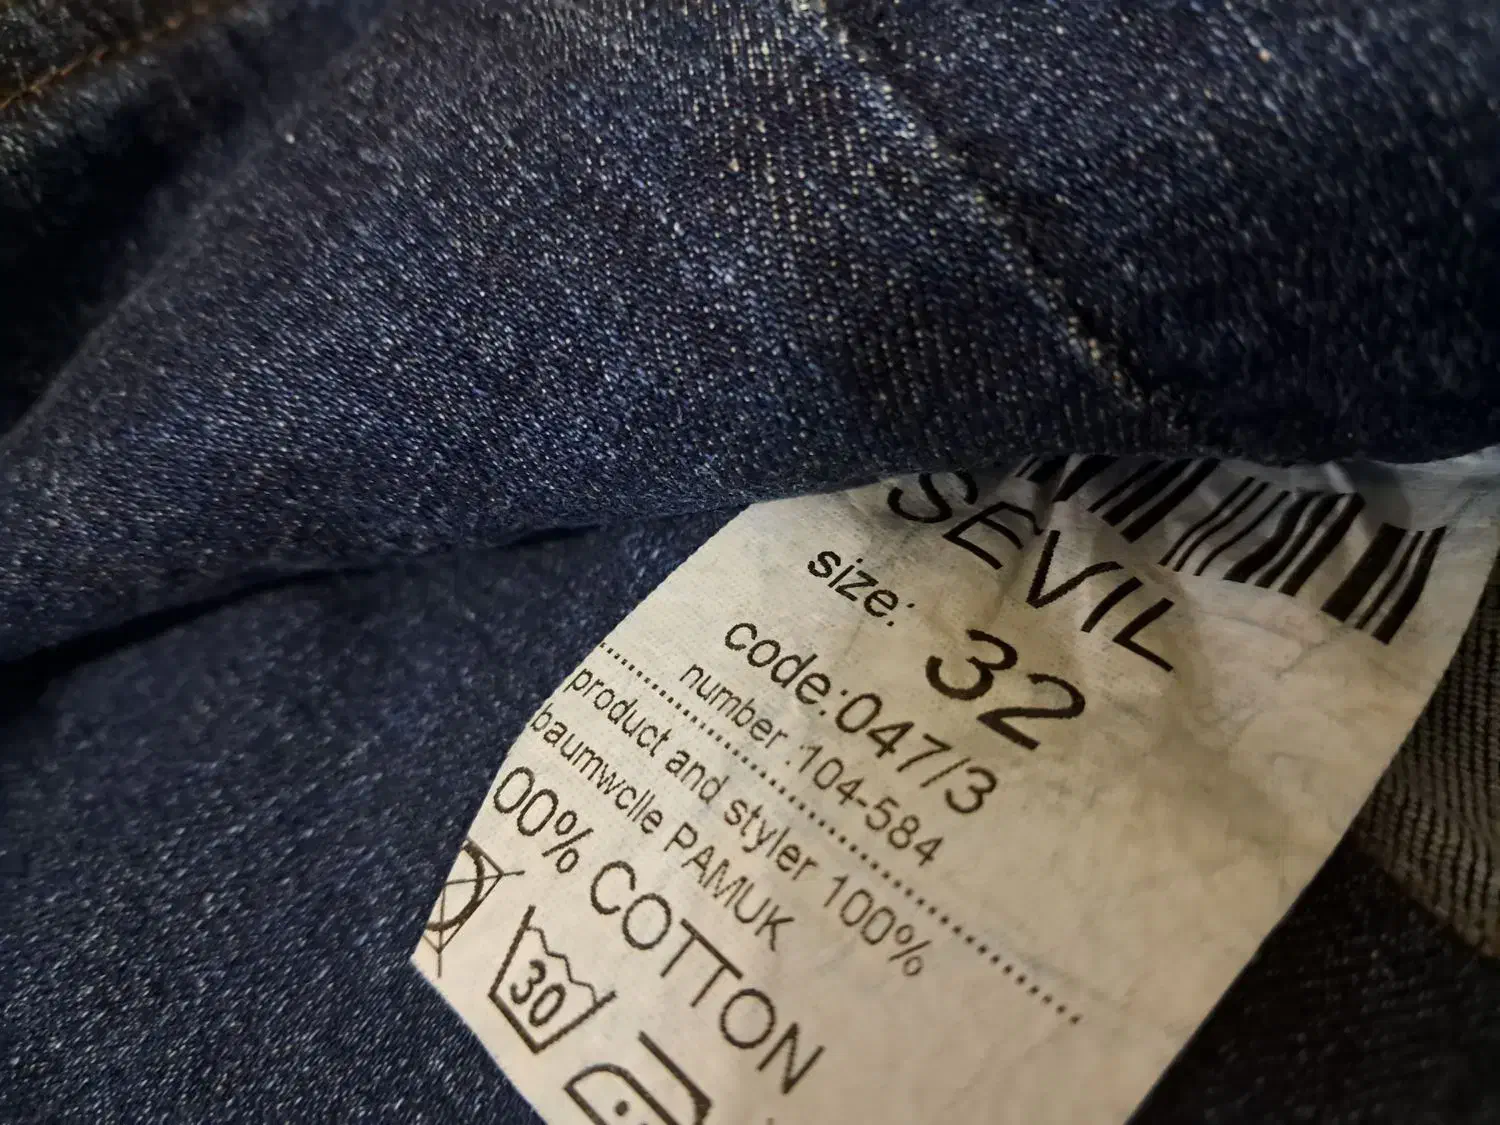 SEVIL
size: 32
code:047/3
number :104-584
product and styler 100%
baumwclle PAMUK
00% COTTON
30